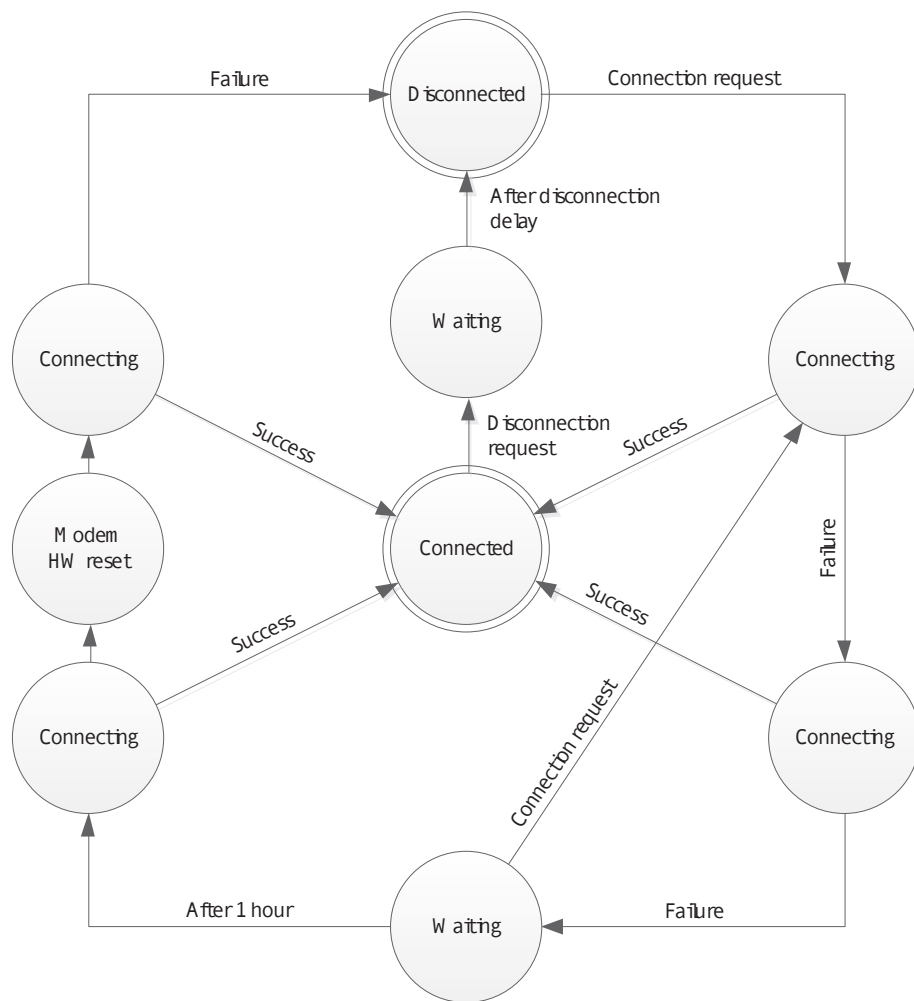 Failure
Disconnected
Connection request
After disconnection
delay
Waiting
Connecting
Connecting
Disconnection
request
Success
Success
Modem
HW reset
Connected
Failure
Success
Success
Connecting
Connecting
Connection request
After 1 hour
Waiting
Failure